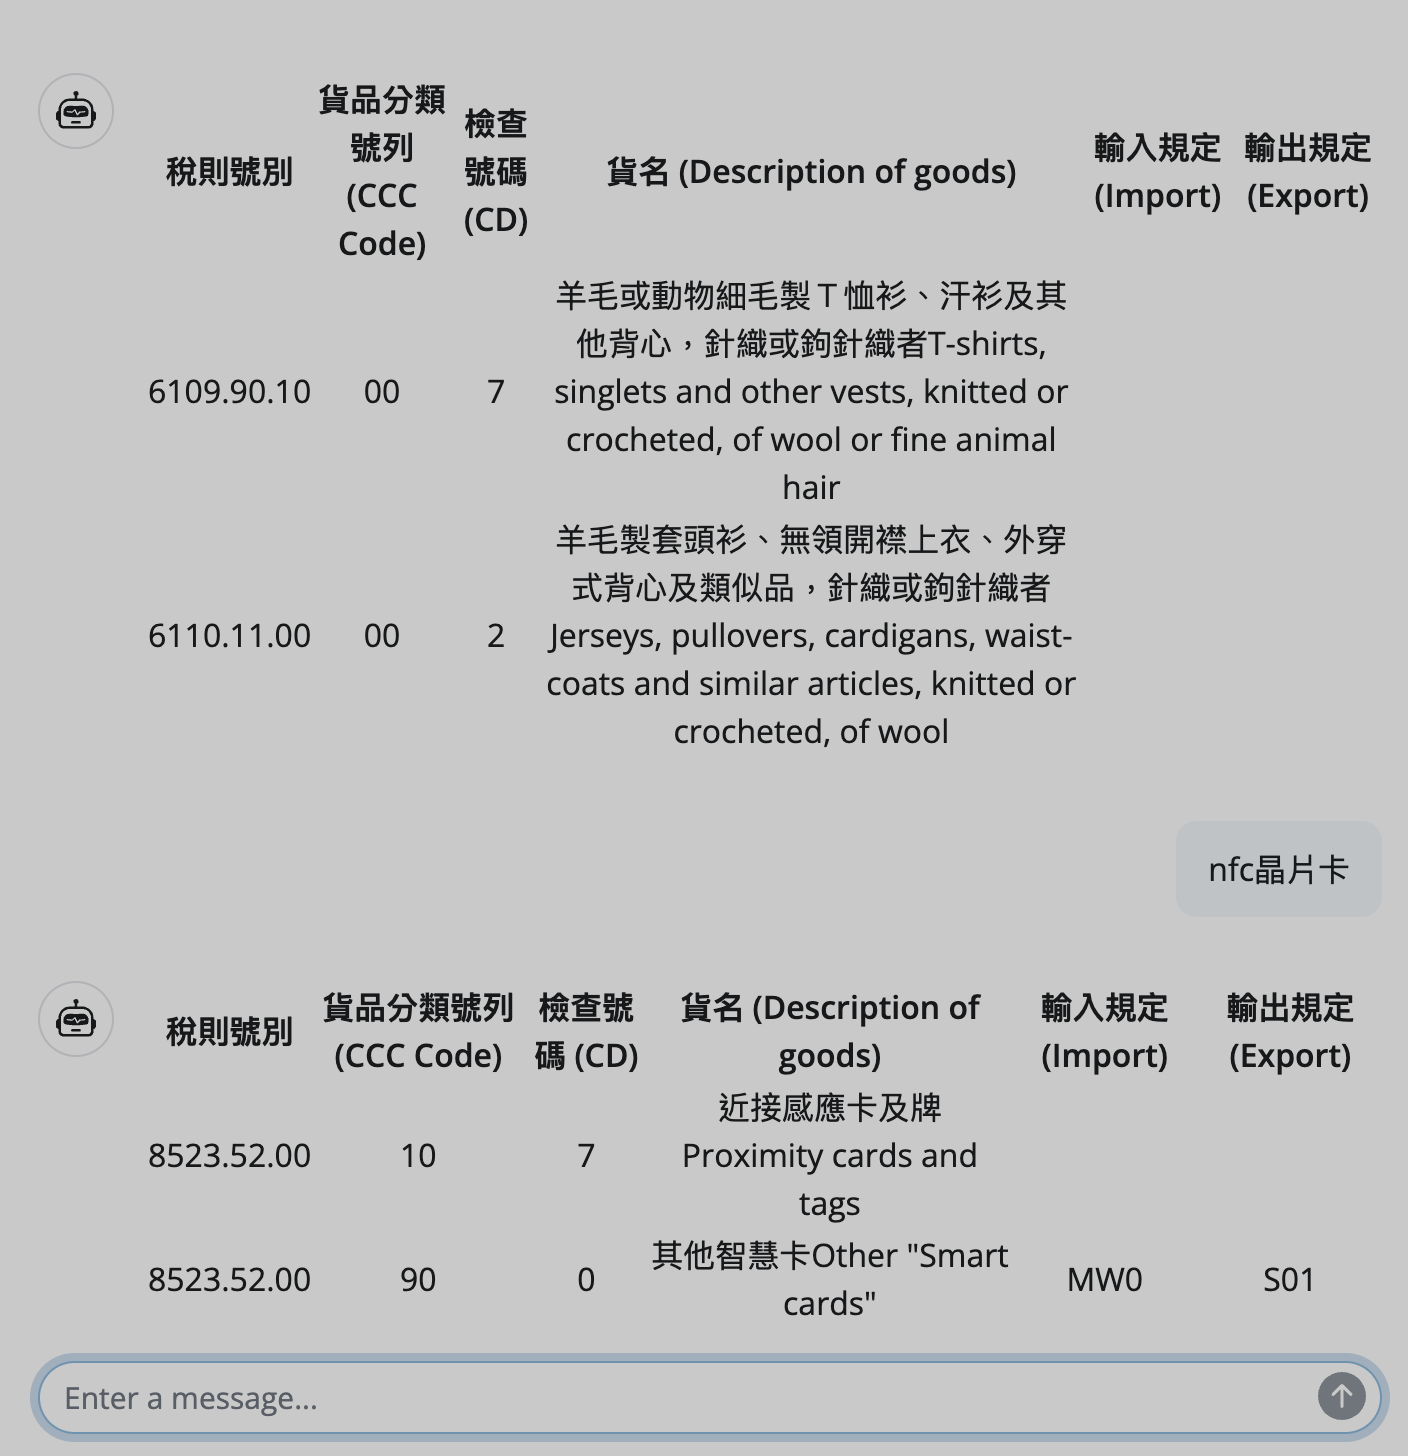 稅則號別 貨品分類號列 (CCC Code) 檢查號碼 (CD) 貨名 (Description of goods) 輸入規定 (Import) 輸出規定 (Export)
6109.90.10 00 7 羊毛或動物細毛製Ｔ恤衫、汗衫及其
他背心，針織或鉤針織者T-shirts,
singlets and other vests, knitted or
crocheted, of wool or fine animal
hair
6110.11.00 00 2 羊毛製套頭衫、無領開襟上衣、外穿
式背心及類似品，針織或鉤針織者
Jerseys, pullovers, cardigans, waist-
coats and similar articles, knitted or
crocheted, of wool
nfc晶片卡
稅則號別 貨品分類號列 (CCC Code) 檢查號碼 (CD) 貨名 (Description of goods) 輸入規定 (Import) 輸出規定 (Export)
8523.52.00 10 7 近接感應卡及牌
Proximity cards and
tags
8523.52.00 90 0 其他智慧卡Other "Smart
cards" MW0 S01
Enter a message...